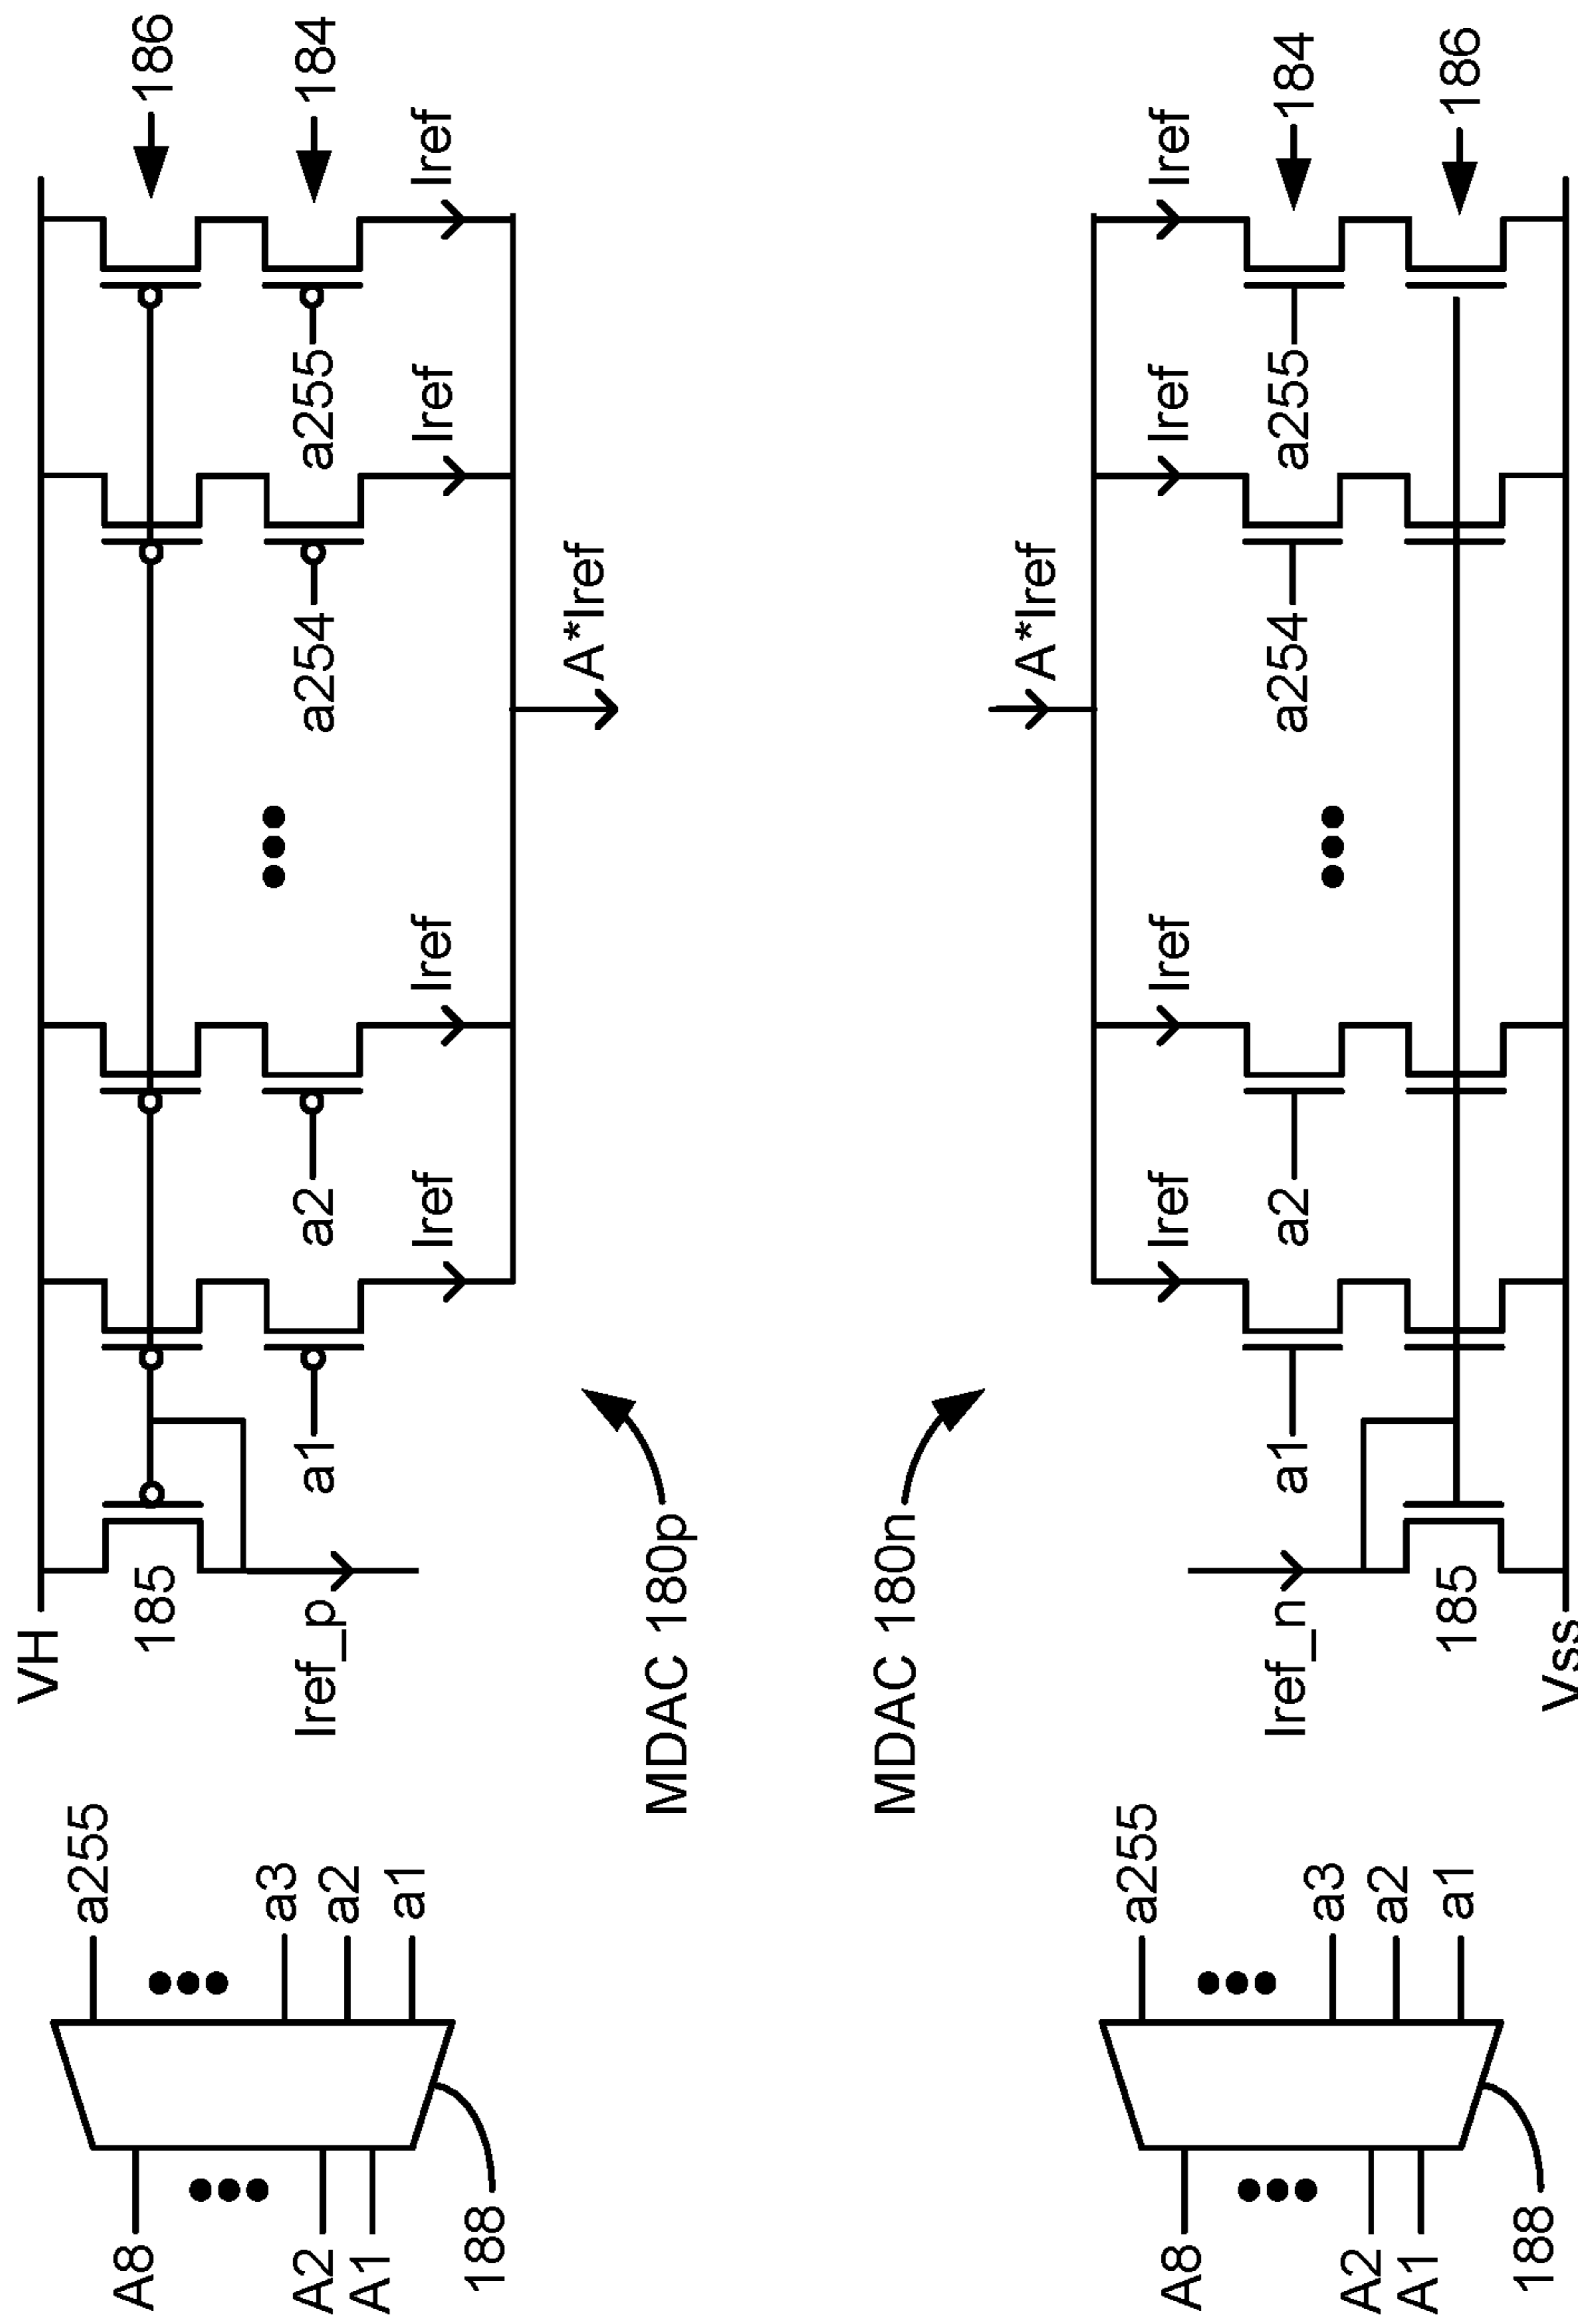 VH
186
184
185
a1
a2
a254
a255
Iref_p
Iref
Iref
Iref
Iref
A*Iref
MDAC 180p
A8
A2
A1
a255
a3
a2
a1
188
MDAC 180n
A*Iref
Iref
Iref
Iref
Iref
Iref_n
a1
a2
a254
a255
184
185
186
Vss
A8
A2
A1
a255
a3
a2
a1
188